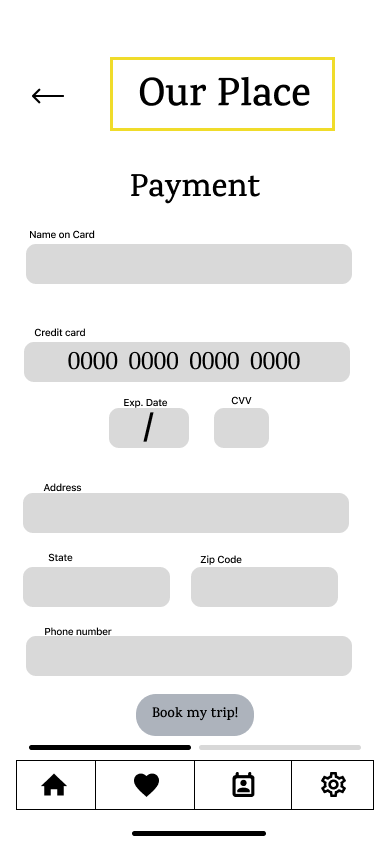 Our Place
Payment
Name on Card
Credit card
0000 0000 0000 0000
Exp. Date CVV
/
Address
State Zip Code
Phone number
Book my trip!